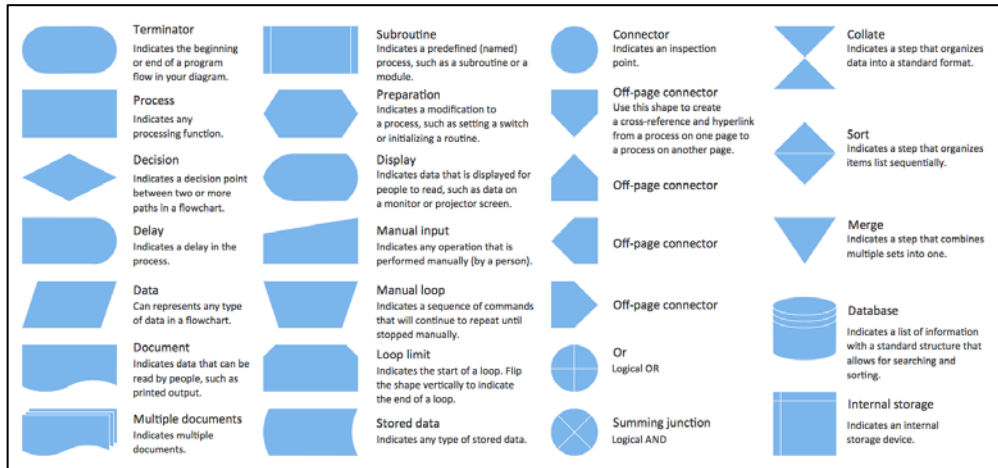 Terminator
Indicates the beginning
or end of a program
flow in your diagram.
Process
Indicates any
processing function.
Decision
Indicates a decision point
between two or more
paths in a flowchart.
Delay
Indicates a delay in the
process.
Data
Can represents any type
of data in a flowchart.
Document
Indicates data that can be
read by people, such as
printed output.
Multiple documents
Indicates multiple
documents.
Subroutine
Indicates a predefined (named)
process, such as a subroutine or a
module.
Preparation
Indicates a modification to
a process, such as setting a switch
or initializing a routine.
Display
Indicates data that is displayed for
people to read, such as data on
a monitor or projector screen.
Manual input
Indicates any operation that is
performed manually (by a person).
Manual loop
Indicates a sequence of commands
that will continue to repeat until
stopped manually.
Loop limit
Indicates the start of a loop. Flip
the shape vertically to indicate
the end of a loop.
Stored data
Indicates any type of stored data.
Connector
Indicates an inspection
point.
Off-page connector
Use this shape to create
a cross-reference and hyperlink
from a process on one page to
a process on another page.
Off-page connector
Off-page connector
Off-page connector
Or
Logical OR
Summing junction
Logical AND
Collate
Indicates a step that organizes
data into a standard format.
Sort
Indicates a step that organizes
items list sequentially.
Merge
Indicates a step that combines
multiple sets into one.
Database
Indicates a list of information
with a standard structure that
allows for searching and
sorting.
Internal storage
Indicates an internal
storage device.